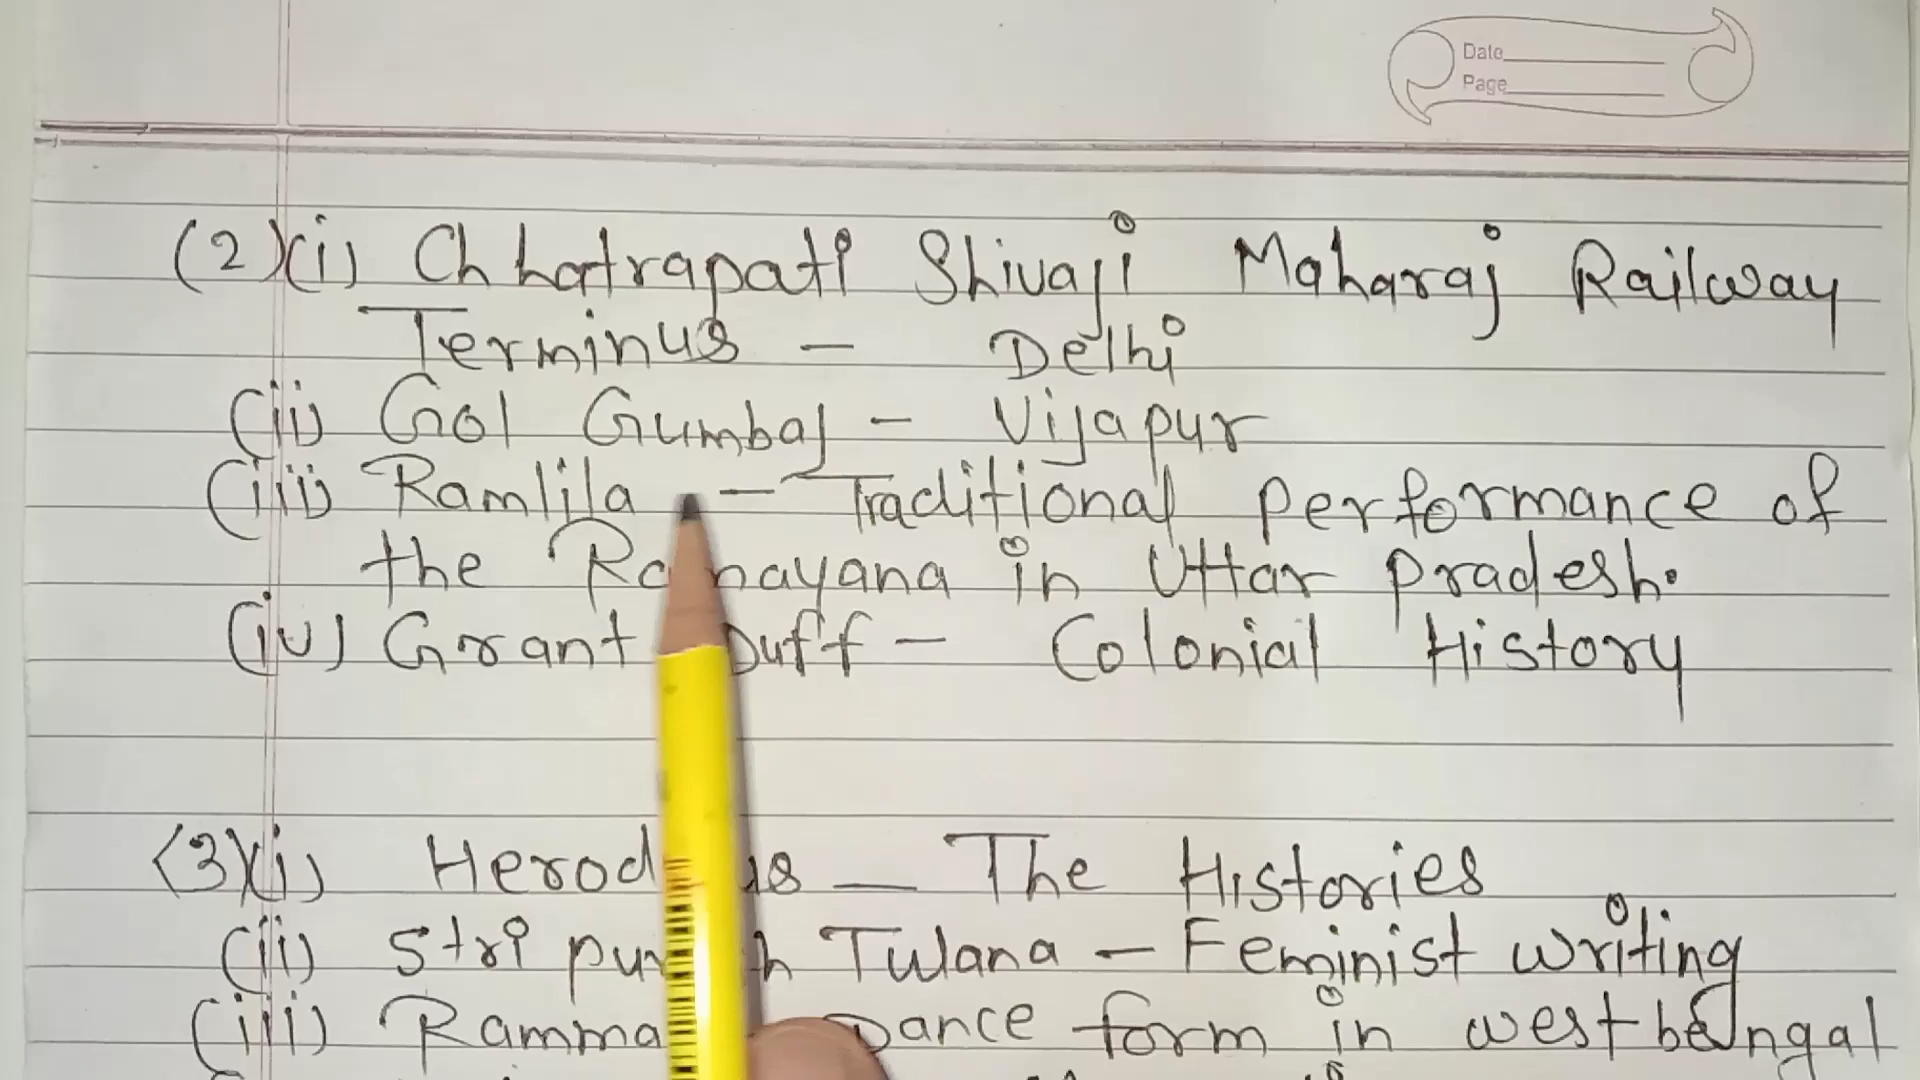 Date
Page
(2)(i) Chhatrapati Shivaji Maharaj Railway
Terminus - Delhi
(ii) Gol Gumbaj - Vijapur
(iii) Ramlila - Traditional performance of
the in Uttar pradesh.
(iv) Grant Duff - Colonial History
(3)(i) - The Histories
(ii) Stri Tulana - Feminist writing
(iii) Ramma Dance form in west bengal